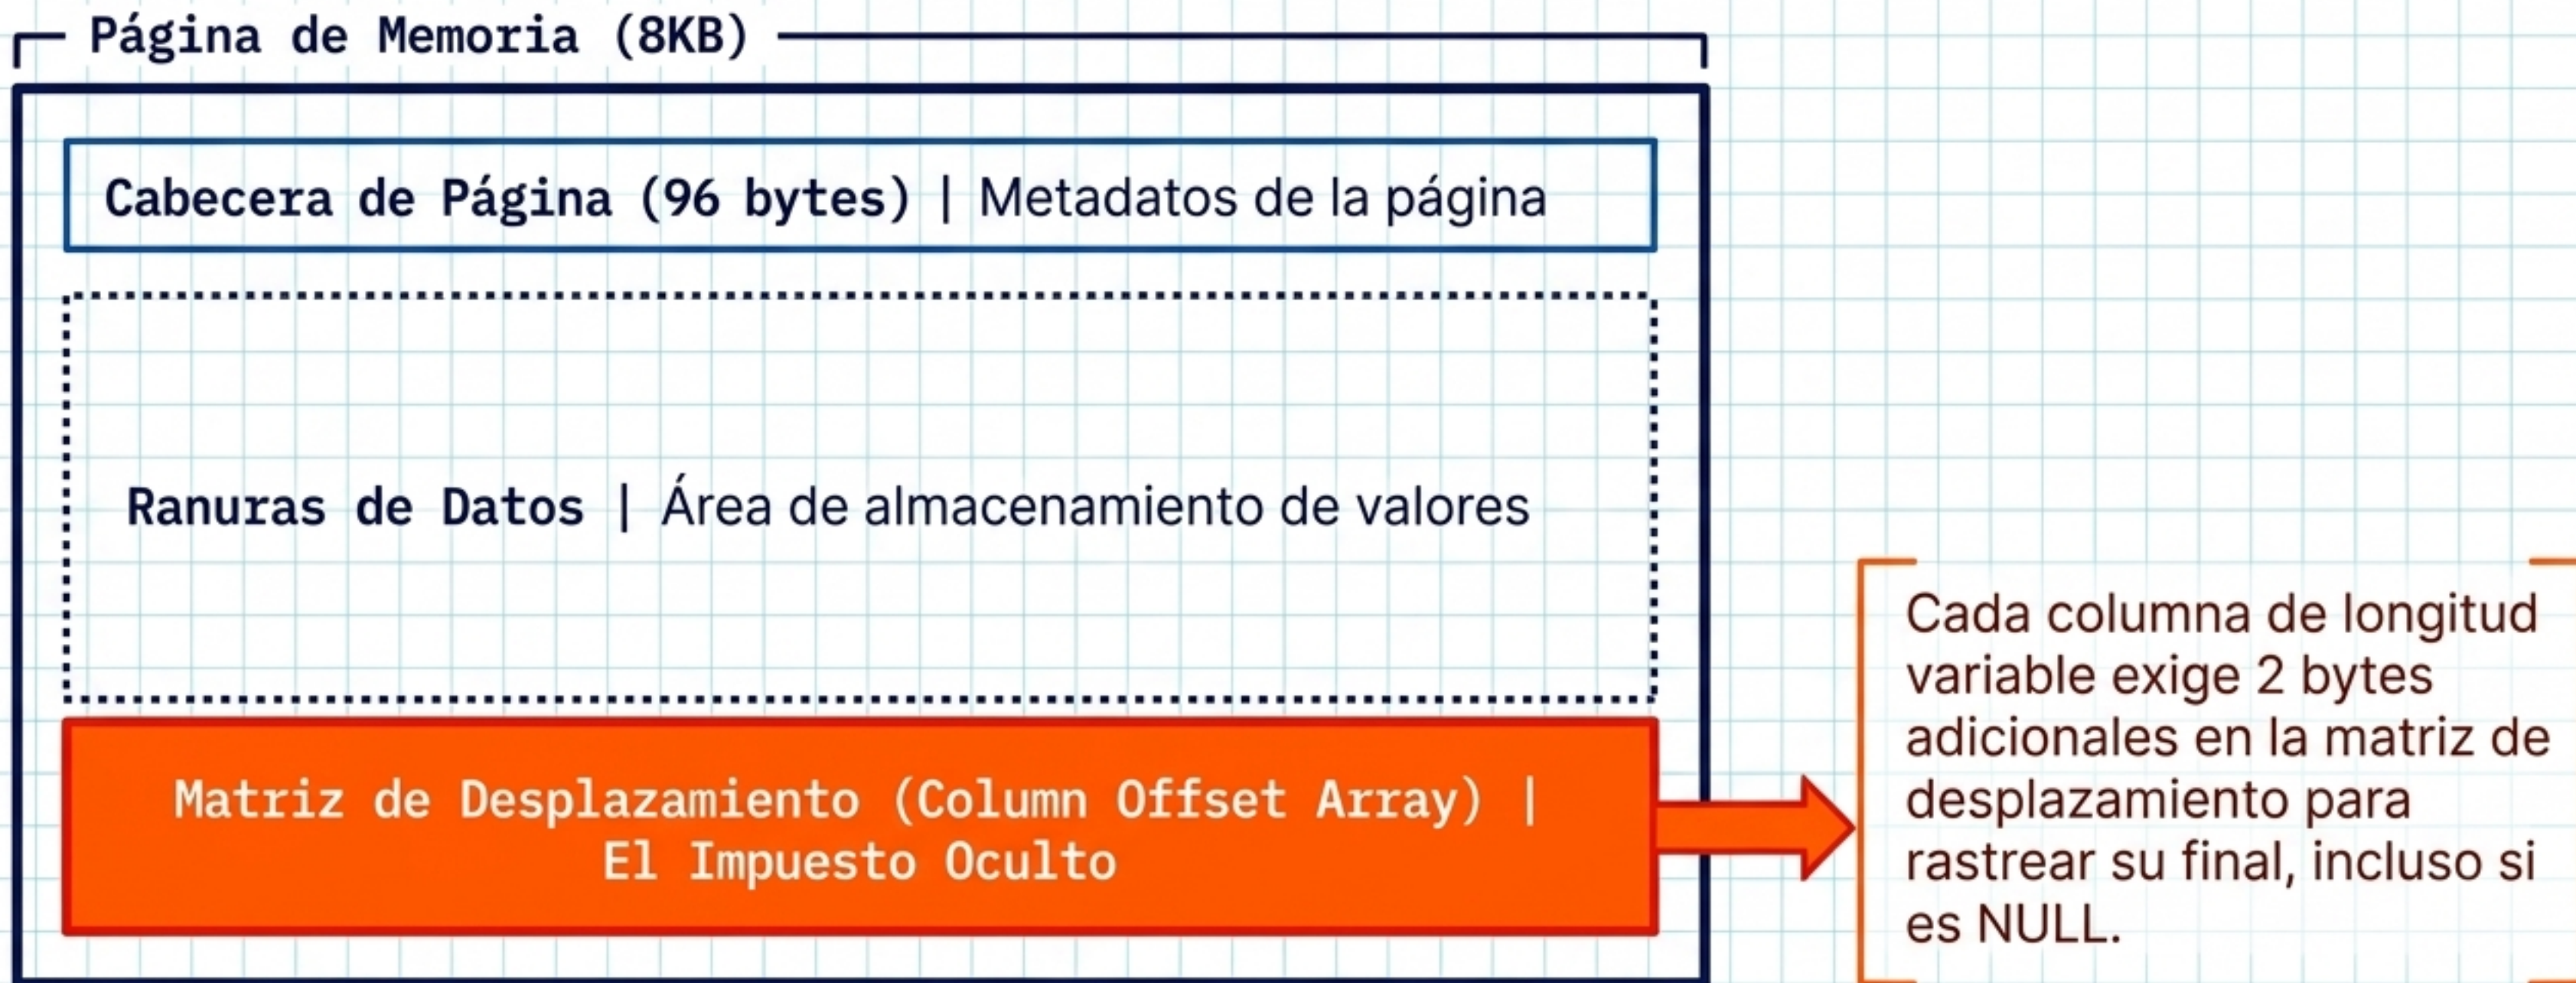 Página de Memoria (8KB)
Cabecera de Página (96 bytes) | Metadatos de la página
Ranuras de Datos | Área de almacenamiento de valores
Matriz de Desplazamiento (Column Offset Array) |
El Impuesto Oculto
Cada columna de longitud
variable exige 2 bytes
adicionales en la matriz de
desplazamiento para
rastrear su final, incluso si
es NULL.